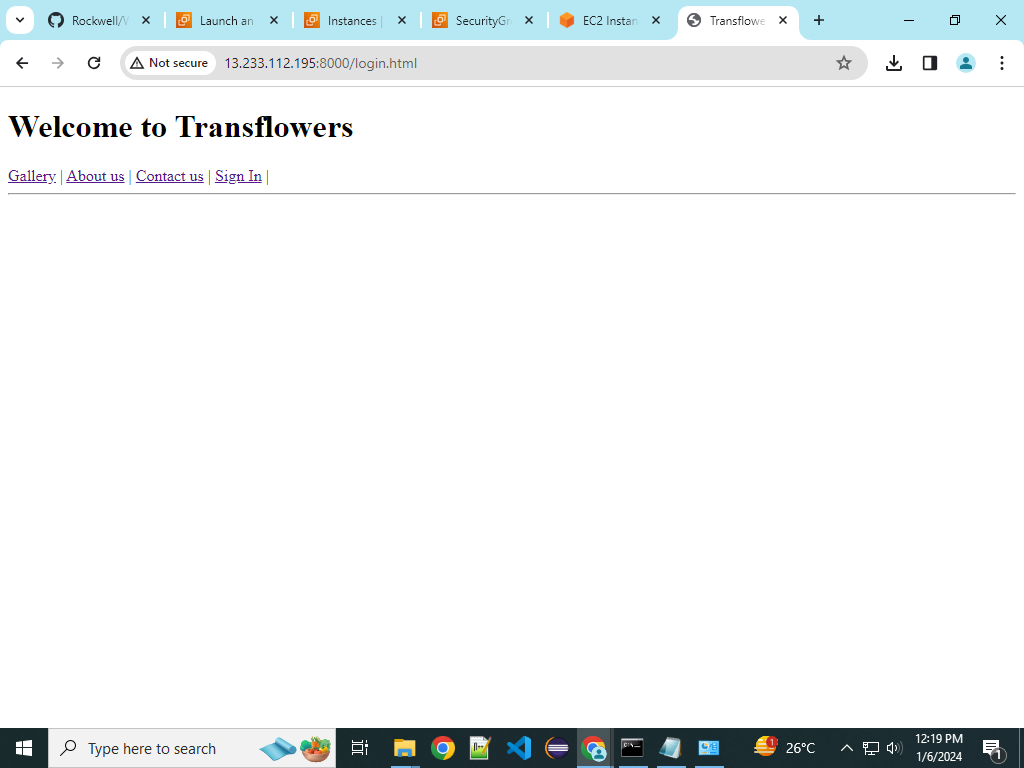 Rockwell/W
Launch an
Instances |
SecurityGr
EC2 Instan
Transflowe
Not secure
13.233.112.195:8000/login.html
Welcome to Transflowers
Gallery | About us | Contact us | Sign In |
Type here to search
1
26°C
12:19 PM
1/6/2024
1